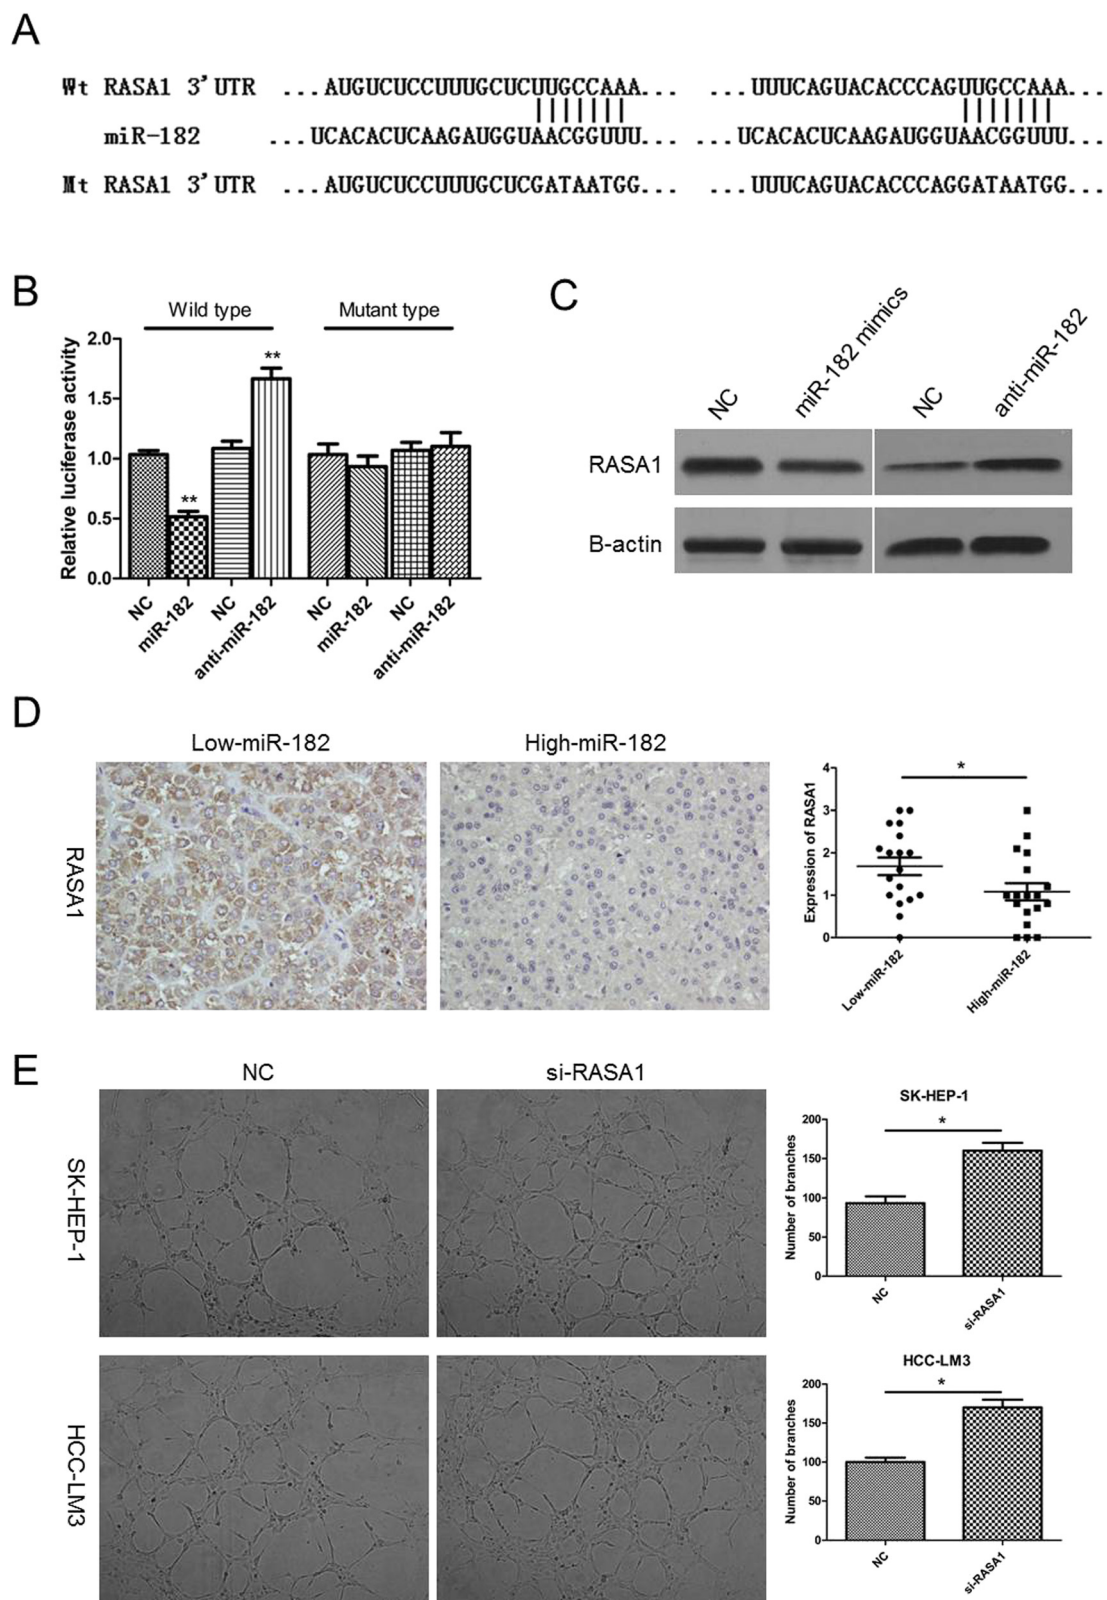 A
Wt RASA1 3'UTR ... AUGUCUCCUUUGCUCUUGCCAAA... ... UUUCAGUACACCCAGUUGCCAAA...
miR-182 ... UCACACUCAAGAUGGUAACGGUUU... ... UCACACUCAAGAUGGUAACGGUUU...
Mt RASA1 3'UTR ... AUGUCUCCUUUGCUCGATAATGG... ... UUUCAGUACACCCAGGATAATGG...
B
Wild type Mutant type
Relative luciferase activity
2.0
1.5
1.0
0.5
0.0
**
**
NC miR-182 NC anti-miR-182 NC miR-182 NC anti-miR-182
C
NC miR-182 mimics NC anti-miR-182
RASA1
B-actin
D
Low-miR-182 High-miR-182
RASA1
Expression of RASA1
4
3
2
1
0
*
Low-miR-182 High-miR-182
E
NC si-RASA1
SK-HEP-1
SK-HEP-1
Number of branches
200
150
100
50
0
*
NC si-RASA1
HCC-LM3
HCC-LM3
Number of branches
200
150
100
50
0
*
NC si-RASA1